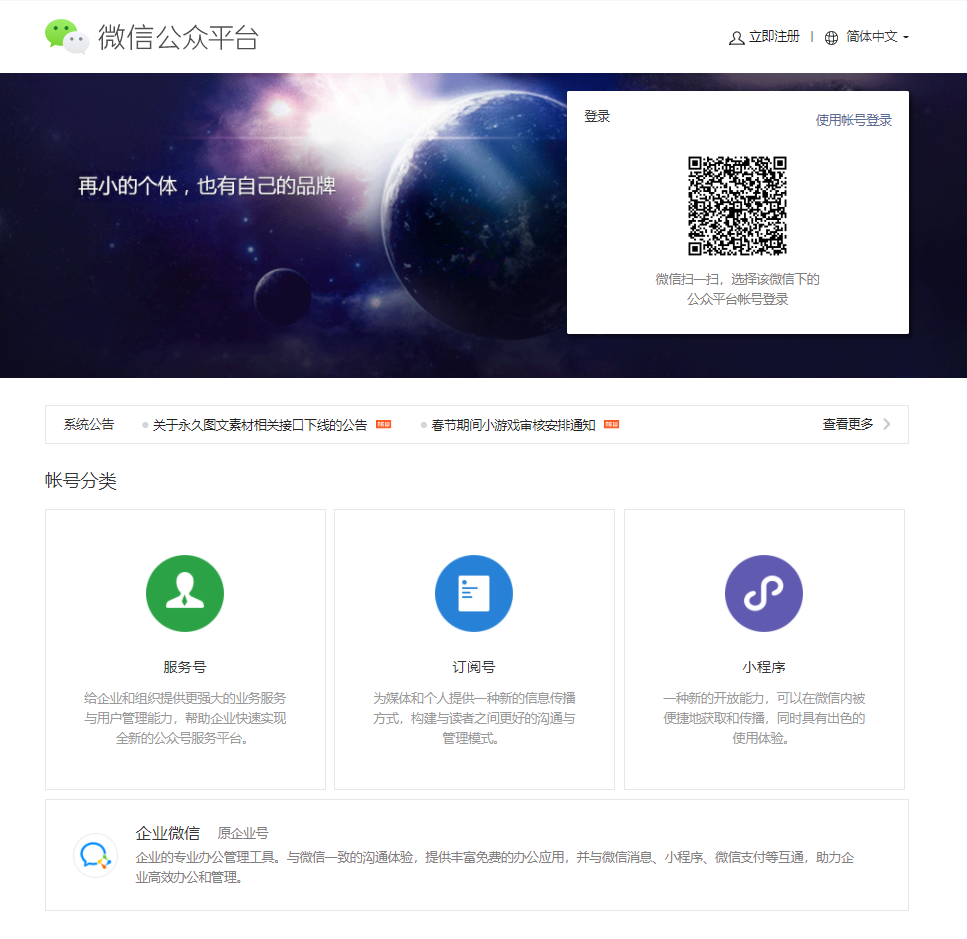 微信公众平台
立即注册 | 简体中文
再小的个体，也有自己的品牌
登录
使用帐号登录
微信扫一扫，选择该微信下的
公众平台帐号登录
系统公告
关于永久图文素材相关接口下线的公告
春节期间小游戏审核安排通知
查看更多
帐号分类
服务号
给企业和组织提供更强大的业务服务
与用户管理能力，帮助企业快速实现
全新的公众号服务平台。
订阅号
为媒体和个人提供一种新的信息传播
方式，构建与读者之间更好的沟通与
管理模式。
小程序
一种新的开放能力，可以在微信内被
便捷地获取和传播，同时具有出色的
使用体验。
企业微信 原企业号
企业的专业办公管理工具。与微信一致的沟通体验，提供丰富免费的办公应用，并与微信消息、小程序、微信支付等互通，助力企
业高效办公和管理。